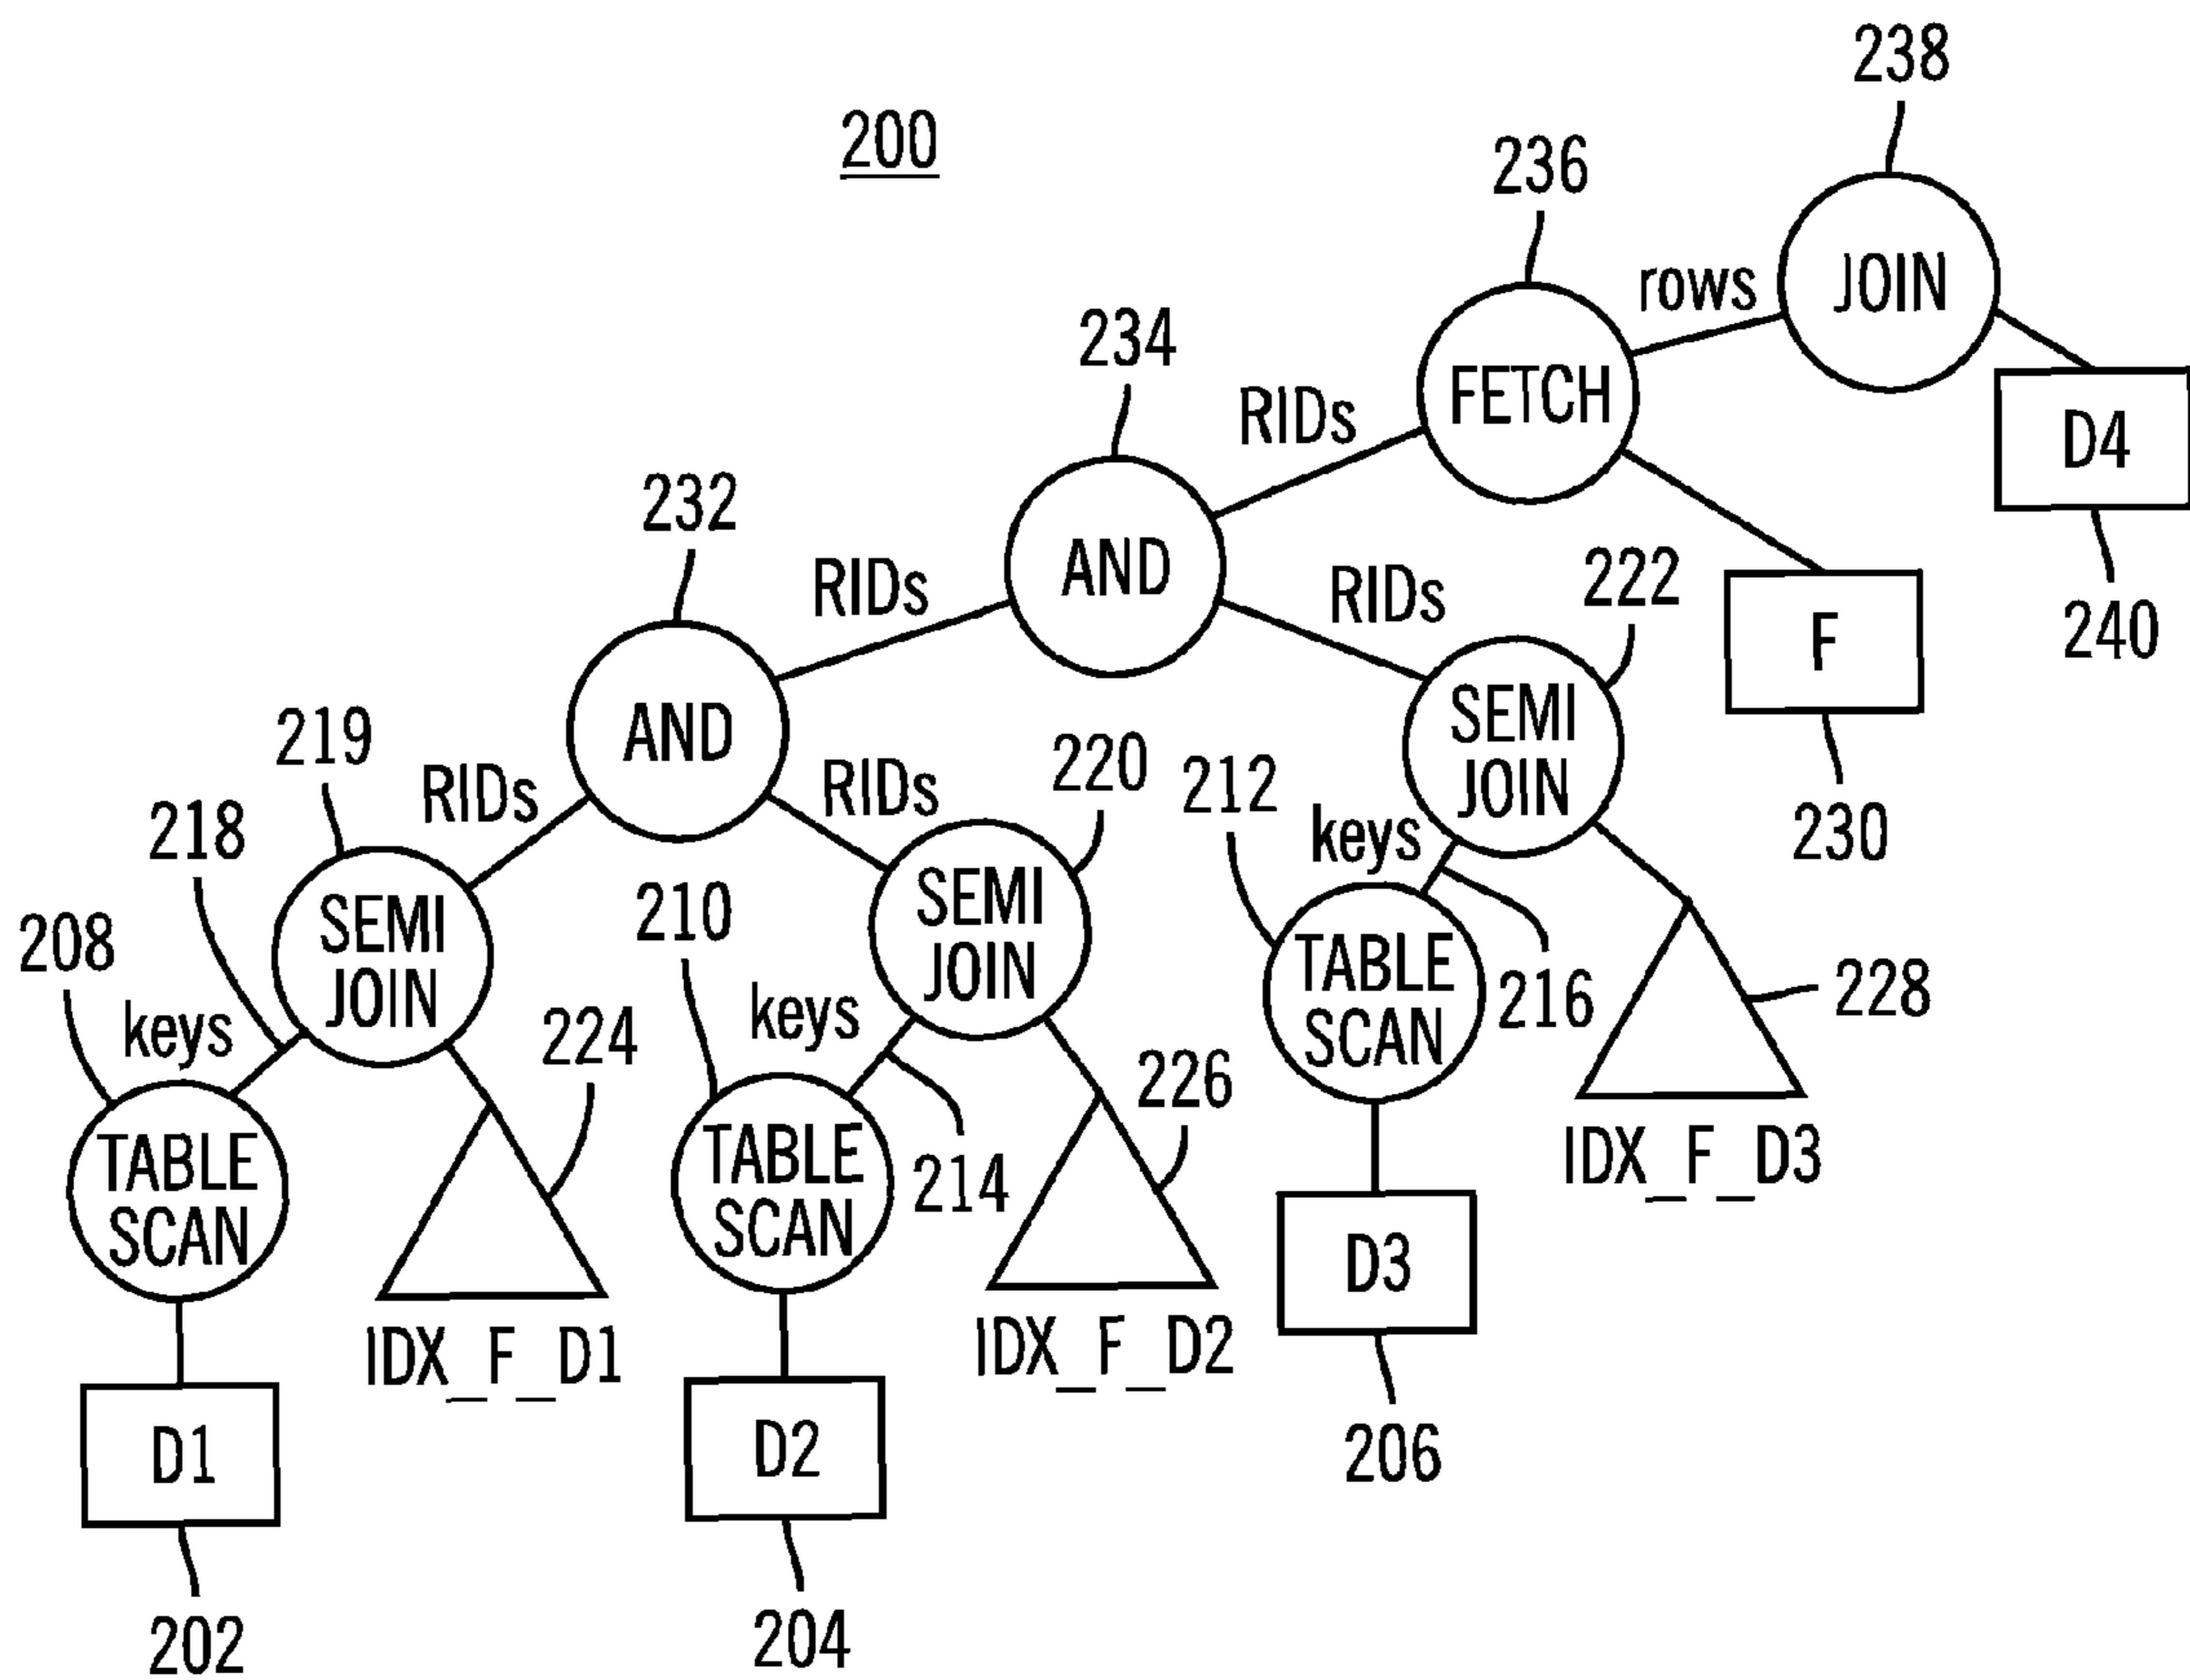 238
200
236
JOIN
rows
234
FETCH
RIDs
D4
232
AND
RIDs
RIDs
222
240
F
SEMI
JOIN
219
AND
220
212
RIDs
RIDs
218
keys
230
208
SEMI
JOIN
210
SEMI
JOIN
TABLE
SCAN
216
228
keys
224
keys
226
TABLE
SCAN
TABLE
SCAN
214
IDX_F_D3
D3
IDX_F_D1
IDX_F_D2
D1
D2
206
202
204